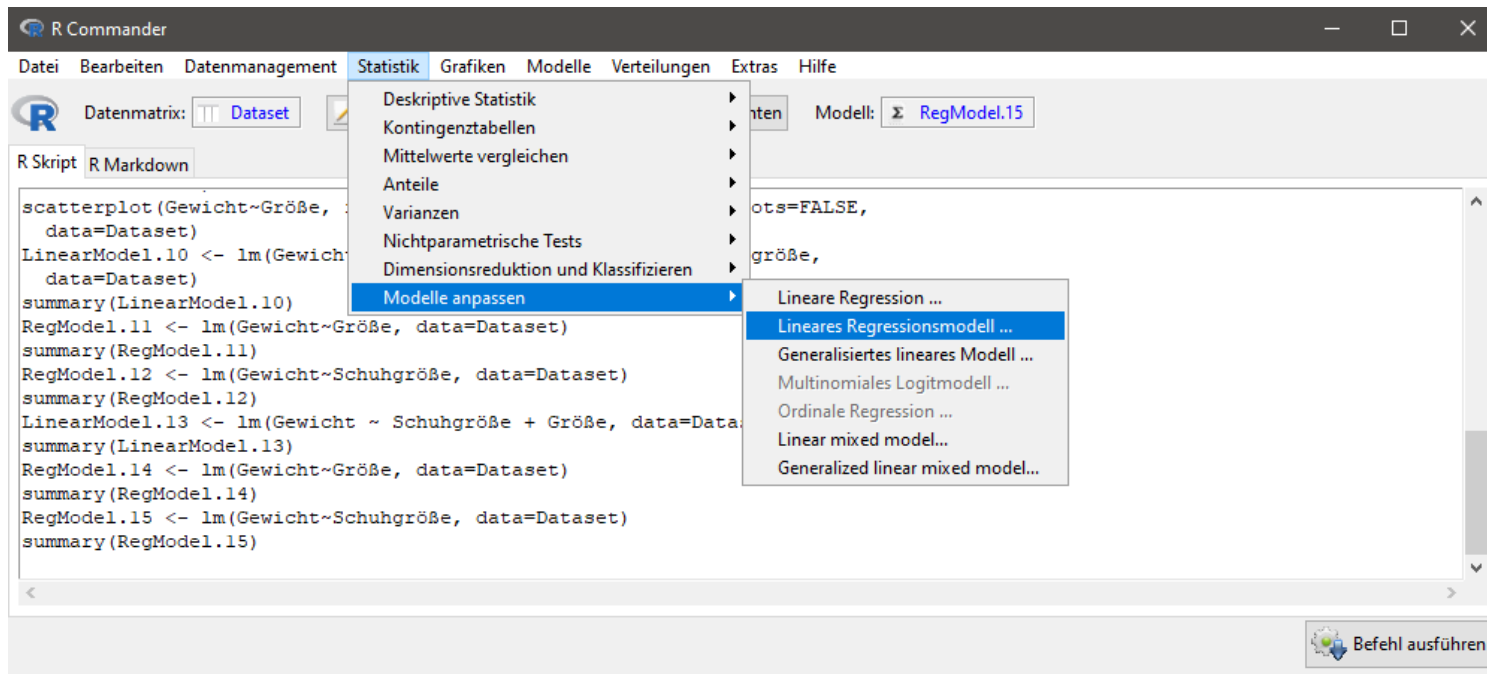 R Commander
Datei Bearbeiten Datenmanagement Statistik Grafiken Modelle Verteilungen Extras Hilfe
R Datenmatrix: Dataset Modell: Σ RegModel.15
R Skript R Markdown
Deskriptive Statistik
Kontingenztabellen
Mittelwerte vergleichen
Anteile
Varianzen
Nichtparametrische Tests
Dimensionsreduktion und Klassifizieren
Modelle anpassen
Lineare Regression ...
Lineares Regressionsmodell ...
Generalisiertes lineares Modell ...
Multinomiales Logitmodell ...
Ordinale Regression ...
Linear mixed model...
Generalized linear mixed model...
scatterplot(Gewicht~Größe, ots=FALSE,
data=Dataset)
LinearModel.10 <- lm(Gewich größe,
data=Dataset)
summary(LinearModel.10)
RegModel.11 <- lm(Gewicht~Größe, data=Dataset)
summary(RegModel.11)
RegModel.12 <- lm(Gewicht~Schuhgröße, data=Dataset)
summary(RegModel.12)
LinearModel.13 <- lm(Gewicht ~ Schuhgröße + Größe, data=Data
summary(LinearModel.13)
RegModel.14 <- lm(Gewicht~Größe, data=Dataset)
summary(RegModel.14)
RegModel.15 <- lm(Gewicht~Schuhgröße, data=Dataset)
summary(RegModel.15)
Befehl ausführen